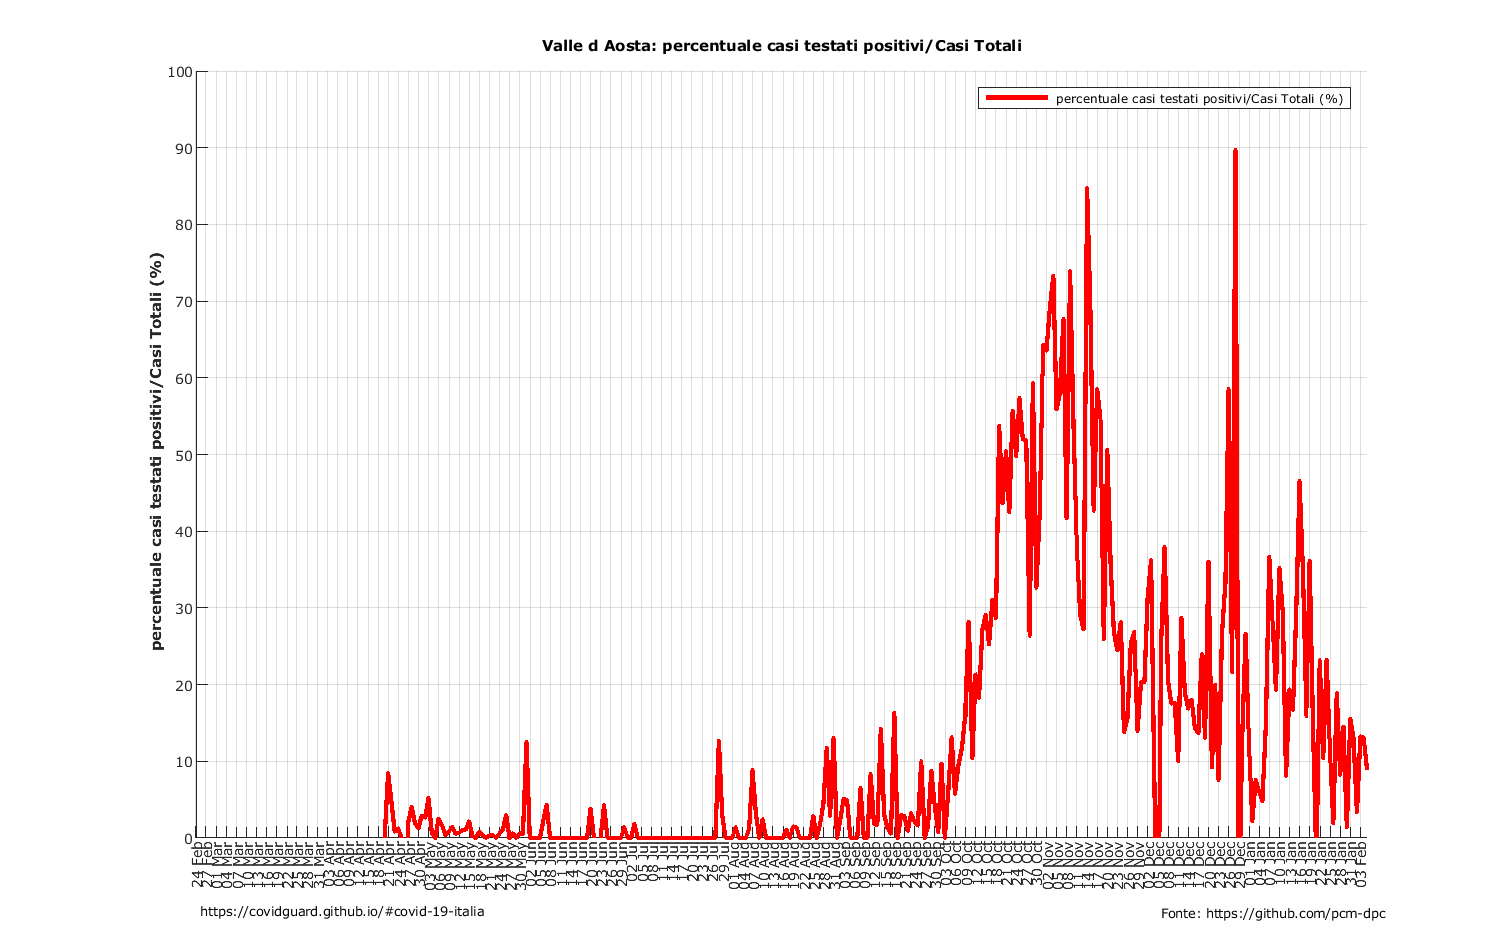 Valle d Aosta: percentuale casi testati positivi/Casi Totali
percentuale casi testati positivi/Casi Totali (%)
percentuale casi testati positivi/Casi Totali (%)
100
90
80
70
60
50
40
30
20
10
0
24 Feb
27 Feb
01 Mar
04 Mar
07 Mar
10 Mar
13 Mar
16 Mar
19 Mar
22 Mar
25 Mar
28 Mar
31 Mar
03 Apr
06 Apr
09 Apr
12 Apr
15 Apr
18 Apr
21 Apr
24 Apr
27 Apr
30 Apr
03 May
06 May
09 May
12 May
15 May
18 May
21 May
24 May
27 May
30 May
02 Jun
05 Jun
08 Jun
11 Jun
14 Jun
17 Jun
20 Jun
23 Jun
26 Jun
29 Jun
02 Jul
05 Jul
08 Jul
11 Jul
14 Jul
17 Jul
20 Jul
23 Jul
26 Jul
29 Jul
01 Aug
04 Aug
07 Aug
10 Aug
13 Aug
16 Aug
19 Aug
22 Aug
25 Aug
28 Aug
31 Aug
03 Sep
06 Sep
09 Sep
12 Sep
15 Sep
18 Sep
21 Sep
24 Sep
27 Sep
30 Sep
03 Oct
06 Oct
09 Oct
12 Oct
15 Oct
18 Oct
21 Oct
24 Oct
27 Oct
30 Oct
02 Nov
05 Nov
08 Nov
11 Nov
14 Nov
17 Nov
20 Nov
23 Nov
26 Nov
29 Nov
02 Dec
05 Dec
08 Dec
11 Dec
14 Dec
17 Dec
20 Dec
23 Dec
26 Dec
29 Dec
01 Jan
04 Jan
07 Jan
10 Jan
13 Jan
16 Jan
19 Jan
22 Jan
25 Jan
28 Jan
31 Jan
03 Feb
https://covidguard.github.io/#covid-19-italia
Fonte: https://github.com/pcm-dpc